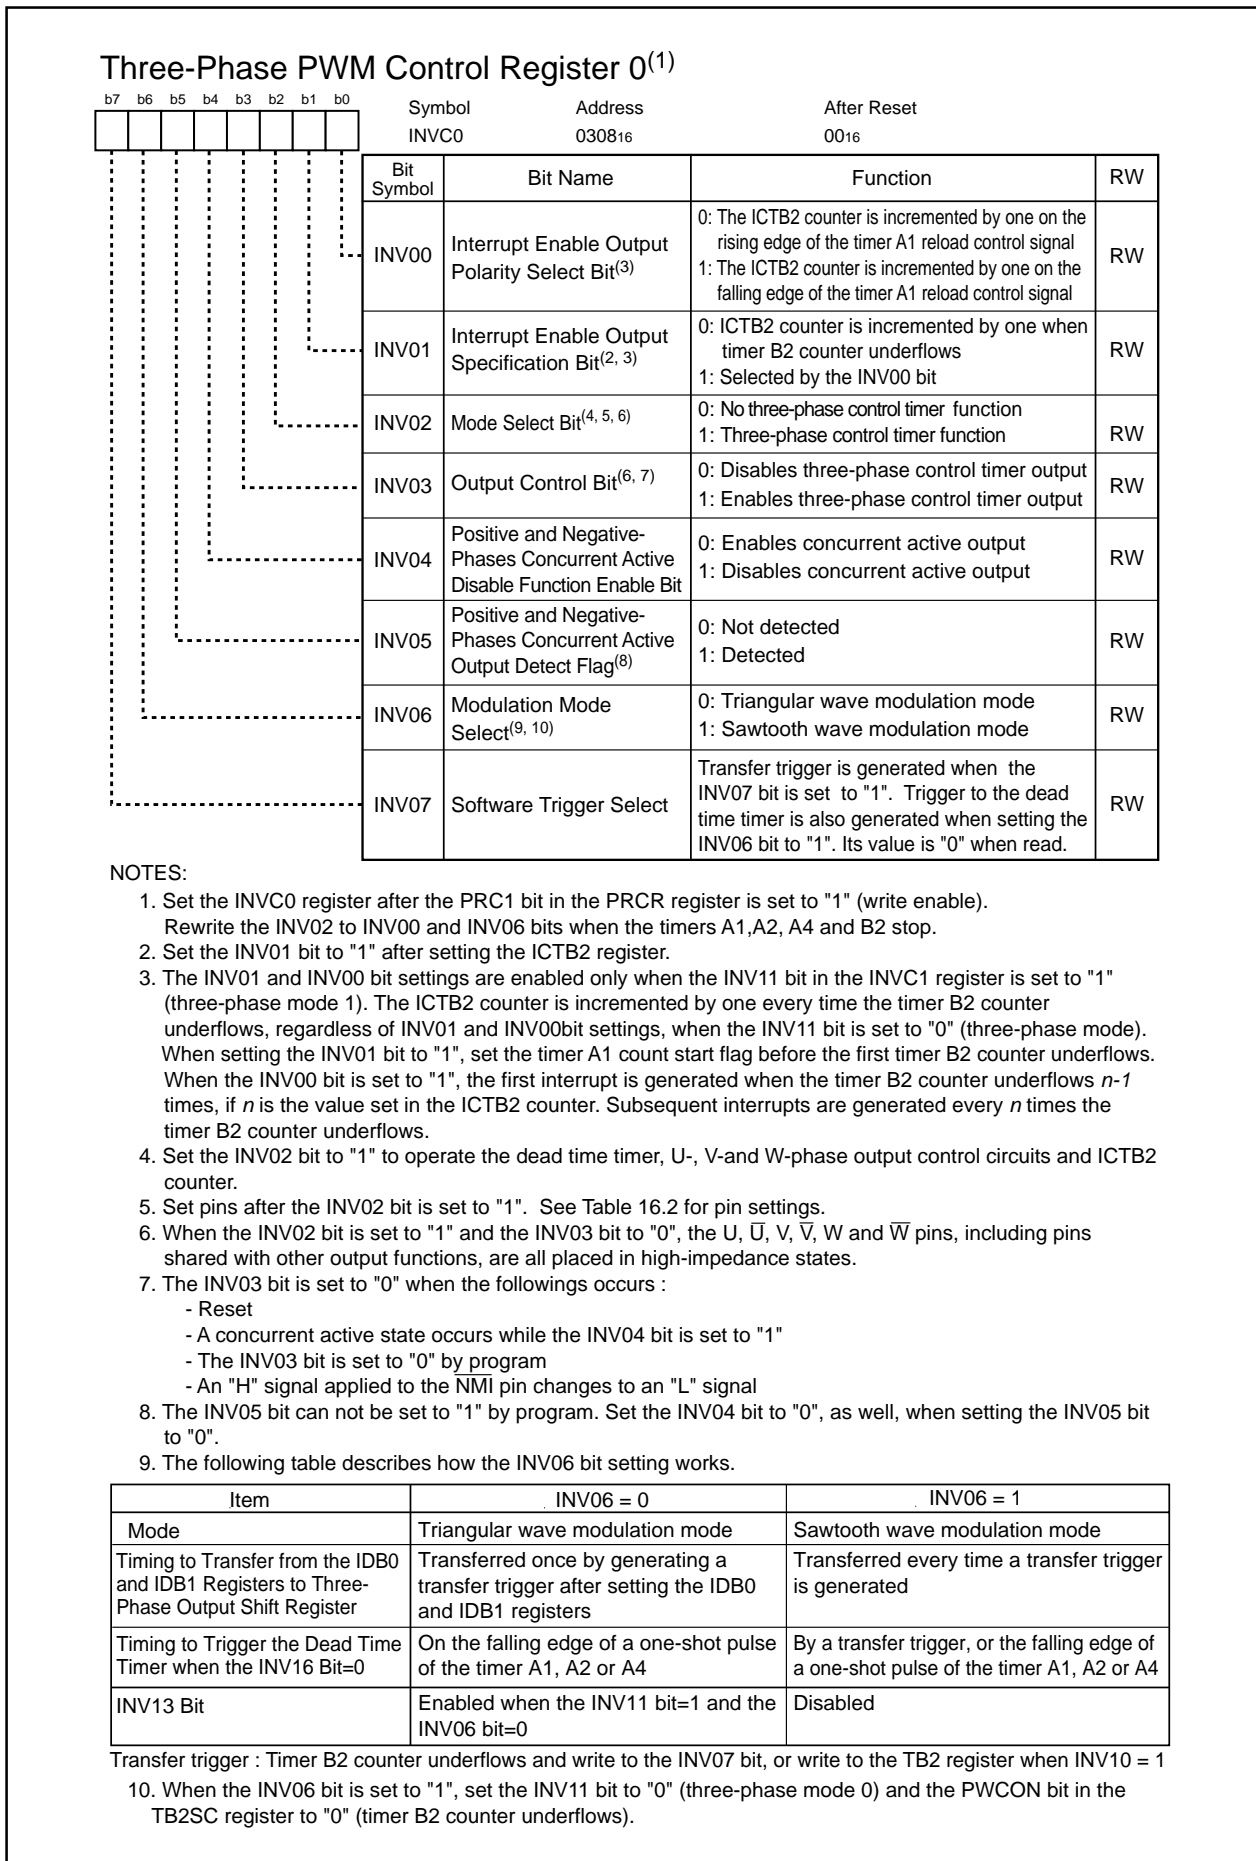 Three-Phase PWM Control Register 0(1)
b7 b6 b5 b4 b3 b2 b1 b0
Symbol Address After Reset
INVC0 030816 0016
Bit Symbol Bit Name Function RW
INV00 Interrupt Enable Output Polarity Select Bit(3)
0: The ICTB2 counter is incremented by one on the
rising edge of the timer A1 reload control signal
1: The ICTB2 counter is incremented by one on the
falling edge of the timer A1 reload control signal
RW
INV01 Interrupt Enable Output Specification Bit(2, 3)
0: ICTB2 counter is incremented by one when
timer B2 counter underflows
1: Selected by the INV00 bit
RW
INV02 Mode Select Bit(4, 5, 6)
0: No three-phase control timer function
1: Three-phase control timer function
RW
INV03 Output Control Bit(6, 7)
0: Disables three-phase control timer output
1: Enables three-phase control timer output
RW
INV04 Positive and Negative-
Phases Concurrent Active
Disable Function Enable Bit
0: Enables concurrent active output
1: Disables concurrent active output
RW
INV05 Positive and Negative-
Phases Concurrent Active
Output Detect Flag(8)
0: Not detected
1: Detected
RW
INV06 Modulation Mode
Select(9, 10)
0: Triangular wave modulation mode
1: Sawtooth wave modulation mode
RW
INV07 Software Trigger Select
Transfer trigger is generated when the
INV07 bit is set to "1". Trigger to the dead
time timer is also generated when setting the
INV06 bit to "1". Its value is "0" when read.
RW
NOTES:
1. Set the INVC0 register after the PRC1 bit in the PRCR register is set to "1" (write enable).
Rewrite the INV02 to INV00 and INV06 bits when the timers A1,A2, A4 and B2 stop.
2. Set the INV01 bit to "1" after setting the ICTB2 register.
3. The INV01 and INV00 bit settings are enabled only when the INV11 bit in the INVC1 register is set to "1"
(three-phase mode 1). The ICTB2 counter is incremented by one every time the timer B2 counter
underflows, regardless of INV01 and INV00bit settings, when the INV11 bit is set to "0" (three-phase mode).
When setting the INV01 bit to "1", set the timer A1 count start flag before the first timer B2 counter underflows.
When the INV00 bit is set to "1", the first interrupt is generated when the timer B2 counter underflows n-1
times, if n is the value set in the ICTB2 counter. Subsequent interrupts are generated every n times the
timer B2 counter underflows.
4. Set the INV02 bit to "1" to operate the dead time timer, U-, V-and W-phase output control circuits and ICTB2
counter.
5. Set pins after the INV02 bit is set to "1". See Table 16.2 for pin settings.
6. When the INV02 bit is set to "1" and the INV03 bit to "0", the U, U̅, V, V̅, W and W̅ pins, including pins
shared with other output functions, are all placed in high-impedance states.
7. The INV03 bit is set to "0" when the followings occurs :
- Reset
- A concurrent active state occurs while the INV04 bit is set to "1"
- The INV03 bit is set to "0" by program
- An "H" signal applied to the N̅M̅I̅ pin changes to an "L" signal
8. The INV05 bit can not be set to "1" by program. Set the INV04 bit to "0", as well, when setting the INV05 bit
to "0".
9. The following table describes how the INV06 bit setting works.
Item INV06 = 0 INV06 = 1
Mode Triangular wave modulation mode Sawtooth wave modulation mode
Timing to Transfer from the IDB0
and IDB1 Registers to Three-
Phase Output Shift Register
Transferred once by generating a
transfer trigger after setting the IDB0
and IDB1 registers
Transferred every time a transfer trigger
is generated
Timing to Trigger the Dead Time
Timer when the INV16 Bit=0
On the falling edge of a one-shot pulse
of the timer A1, A2 or A4
By a transfer trigger, or the falling edge of
a one-shot pulse of the timer A1, A2 or A4
INV13 Bit
Enabled when the INV11 bit=1 and the
INV06 bit=0
Disabled
Transfer trigger : Timer B2 counter underflows and write to the INV07 bit, or write to the TB2 register when INV10 = 1
10. When the INV06 bit is set to "1", set the INV11 bit to "0" (three-phase mode 0) and the PWCON bit in the
TB2SC register to "0" (timer B2 counter underflows).